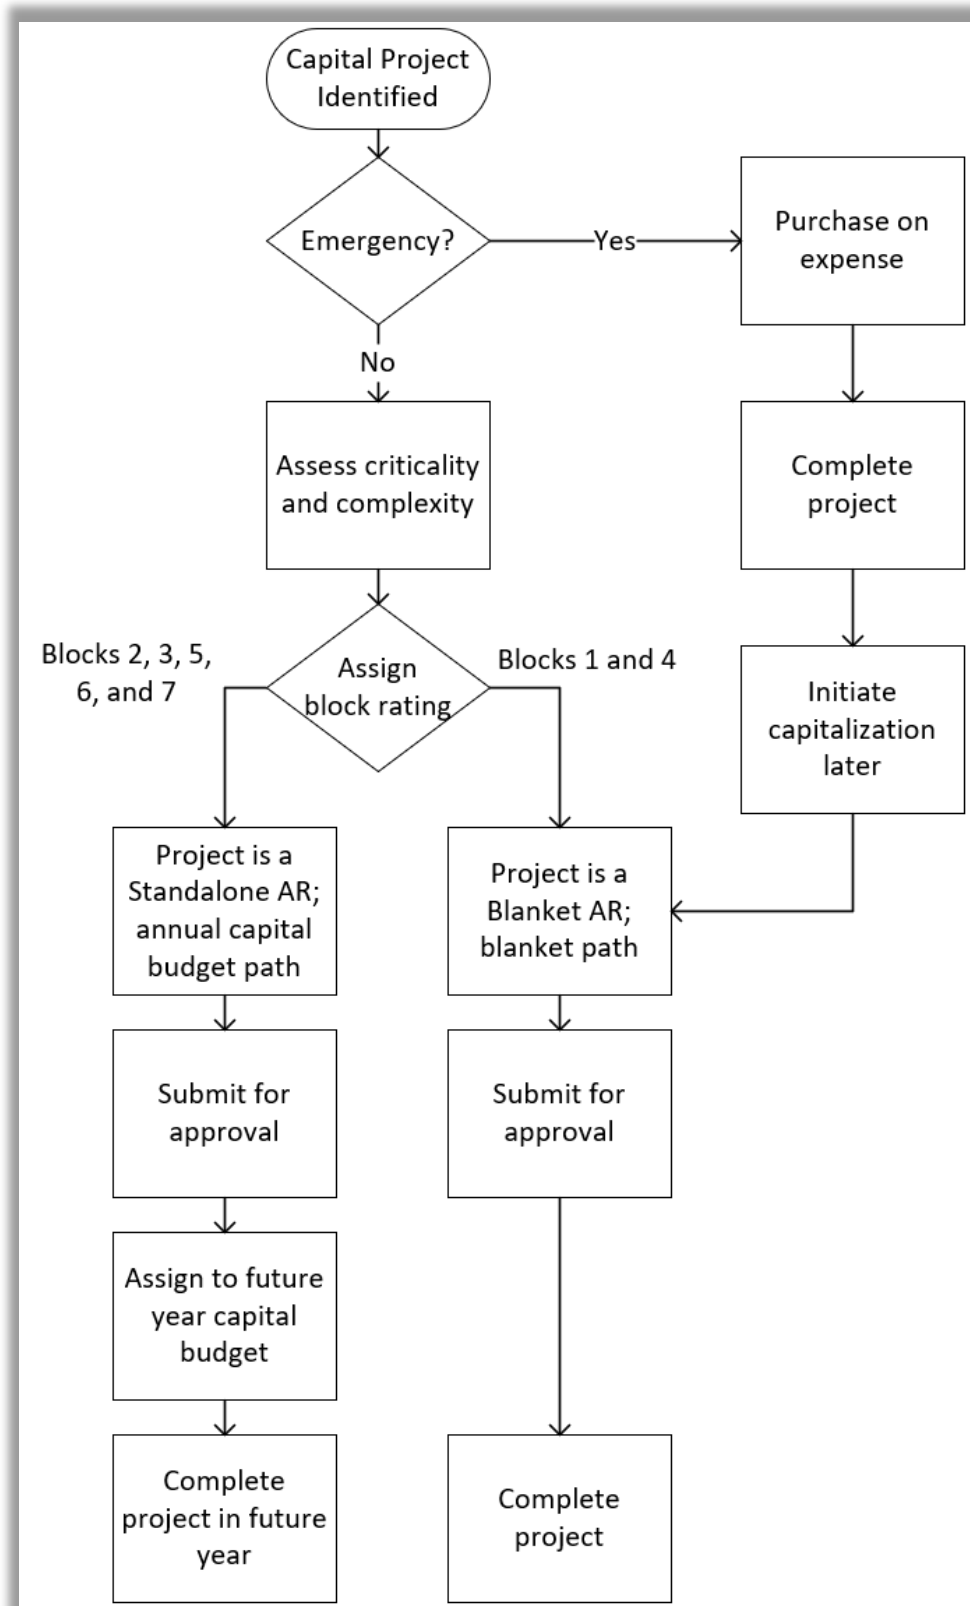 Capital Project
Identified
Emergency?
Yes
Purchase on
expense
No
Assess criticality
and complexity
Complete
project
Blocks 2, 3, 5,
6, and 7
Assign
block rating
Blocks 1 and 4
Initiate
capitalization
later
Project is a
Standalone AR;
annual capital
budget path
Project is a
Blanket AR;
blanket path
Submit for
approval
Submit for
approval
Assign to future
year capital
budget
Complete
project in future
year
Complete
project